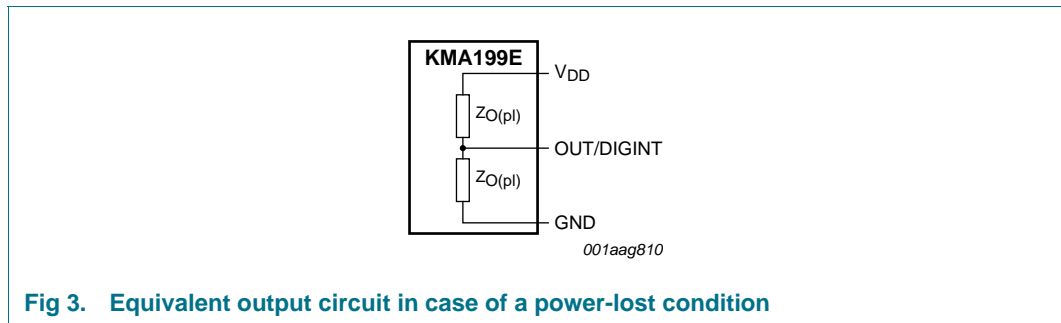 KMA199E
VDD
ZO(pl)
OUT/DIGINT
ZO(pl)
GND
001aag810
Fig 3. Equivalent output circuit in case of a power-lost condition